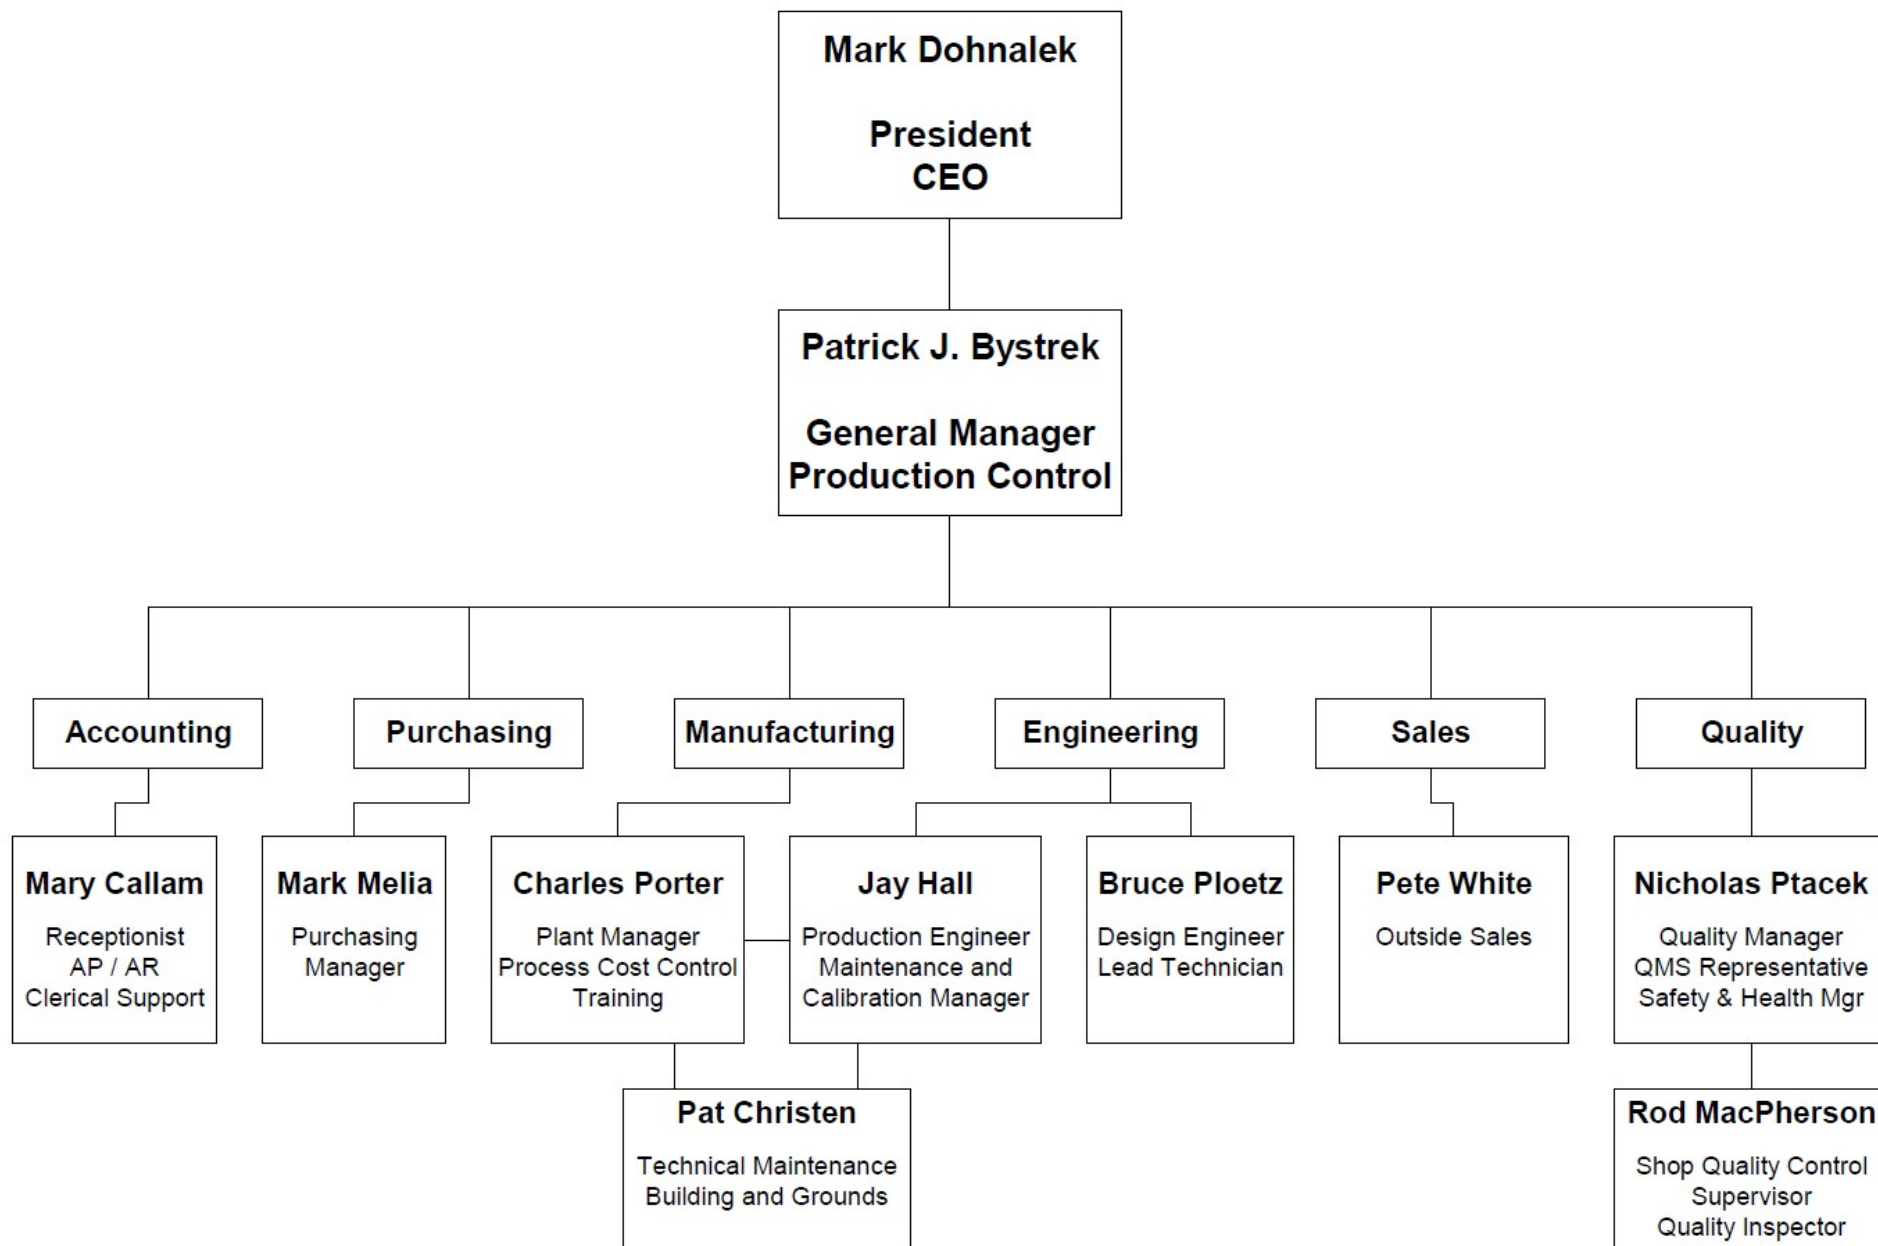 Mark Dohnalek
President
CEO
Patrick J. Bystrek
General Manager
Production Control
Accounting
Purchasing
Manufacturing
Engineering
Sales
Quality
Mary Callam
Receptionist
AP / AR
Clerical Support
Mark Melia
Purchasing
Manager
Charles Porter
Plant Manager
Process Cost Control
Training
Jay Hall
Production Engineer
Maintenance and
Calibration Manager
Bruce Ploetz
Design Engineer
Lead Technician
Pete White
Outside Sales
Nicholas Ptacek
Quality Manager
QMS Representative
Safety & Health Mgr
Pat Christen
Technical Maintenance
Building and Grounds
Rod MacPherson
Shop Quality Control
Supervisor
Quality Inspector